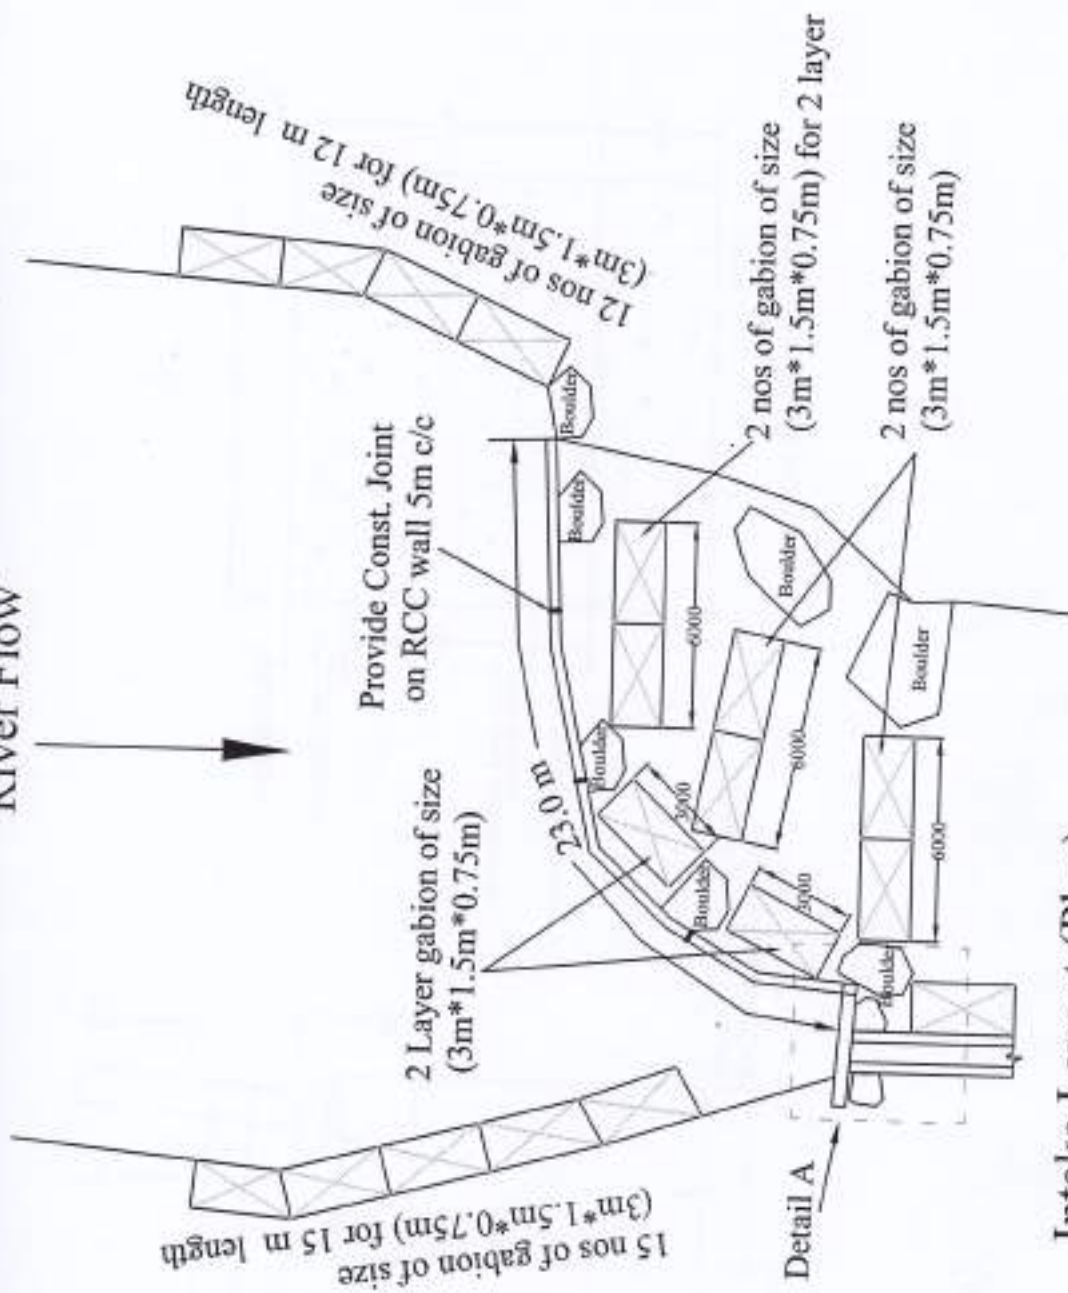 River Flow
12 nos of gabion of size
(3m*1.5m*0.75m) for 12 m length
Provide Const. Joint
on RCC wall 5m c/c
2 Layer gabion of size
(3m*1.5m*0.75m)
23.0 m
Boulder
Boulder
Boulder
Boulder
Boulder
Boulder
Boulder
6000
6000
6000
3000
3000
2 nos of gabion of size
(3m*1.5m*0.75m) for 2 layer
2 nos of gabion of size
(3m*1.5m*0.75m)
15 nos of gabion of size
(3m*1.5m*0.75m) for 15 m length
Detail A